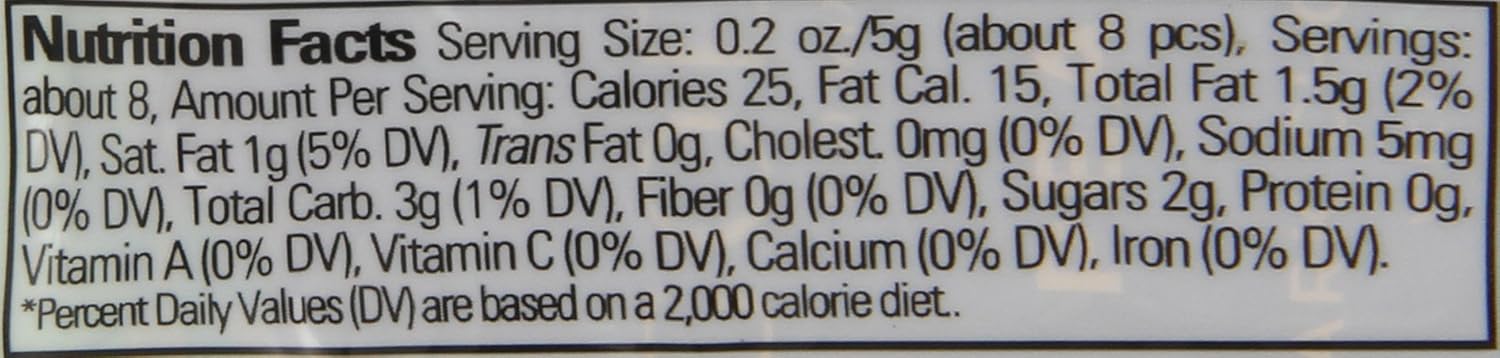 Nutrition Facts Serving Size: 0.2 oz./5g (about 8 pcs), Servings:
about 8, Amount Per Serving: Calories 25, Fat Cal. 15, Total Fat 1.5g (2%
DV), Sat. Fat 1g (5% DV), Trans Fat 0g, Cholest. 0mg (0% DV), Sodium 5mg
(0% DV), Total Carb. 3g (1% DV), Fiber 0g (0% DV), Sugars 2g, Protein 0g,
Vitamin A (0% DV), Vitamin C (0% DV), Calcium (0% DV), Iron (0% DV).
*Percent Daily Values (DV) are based on a 2,000 calorie diet..